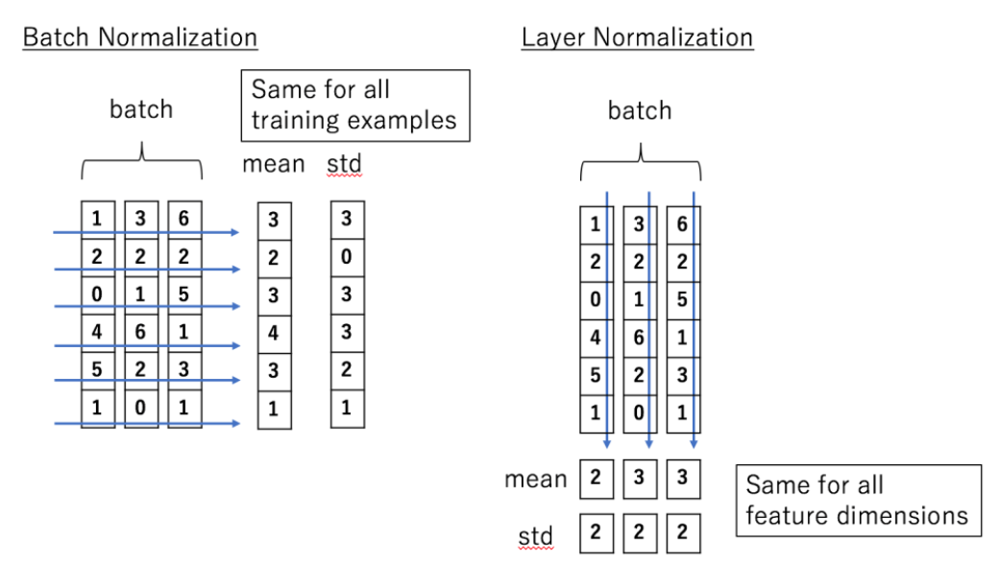 Batch Normalization
Same for all
training examples
batch
mean std
1 3 6 3 3
2 2 2 2 0
0 1 5 3 3
4 6 1 4 3
5 2 3 3 2
1 0 1 1 1
Layer Normalization
batch
1 3 6
2 2 2
0 1 5
4 6 1
5 2 3
1 0 1
mean 2 3 3
std 2 2 2
Same for all
feature dimensions